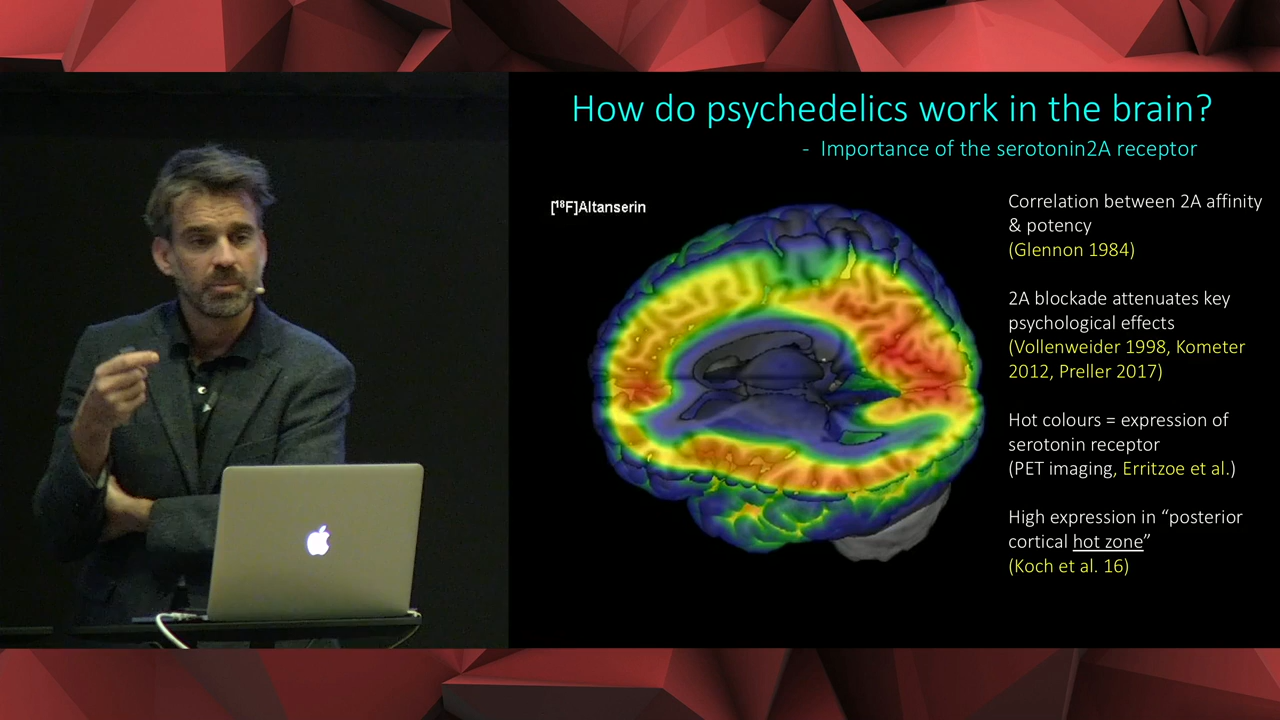 How do psychedelics work in the brain?
- Importance of the serotonin2A receptor
[¹⁸F]Altanserin
Correlation between 2A affinity
& potency
(Glennon 1984)
2A blockade attenuates key
psychological effects
(Vollenweider 1998, Kometer
2012, Preller 2017)
Hot colours = expression of
serotonin receptor
(PET imaging, Erritzoe et al.)
High expression in “posterior
cortical hot zone”
(Koch et al. 16)